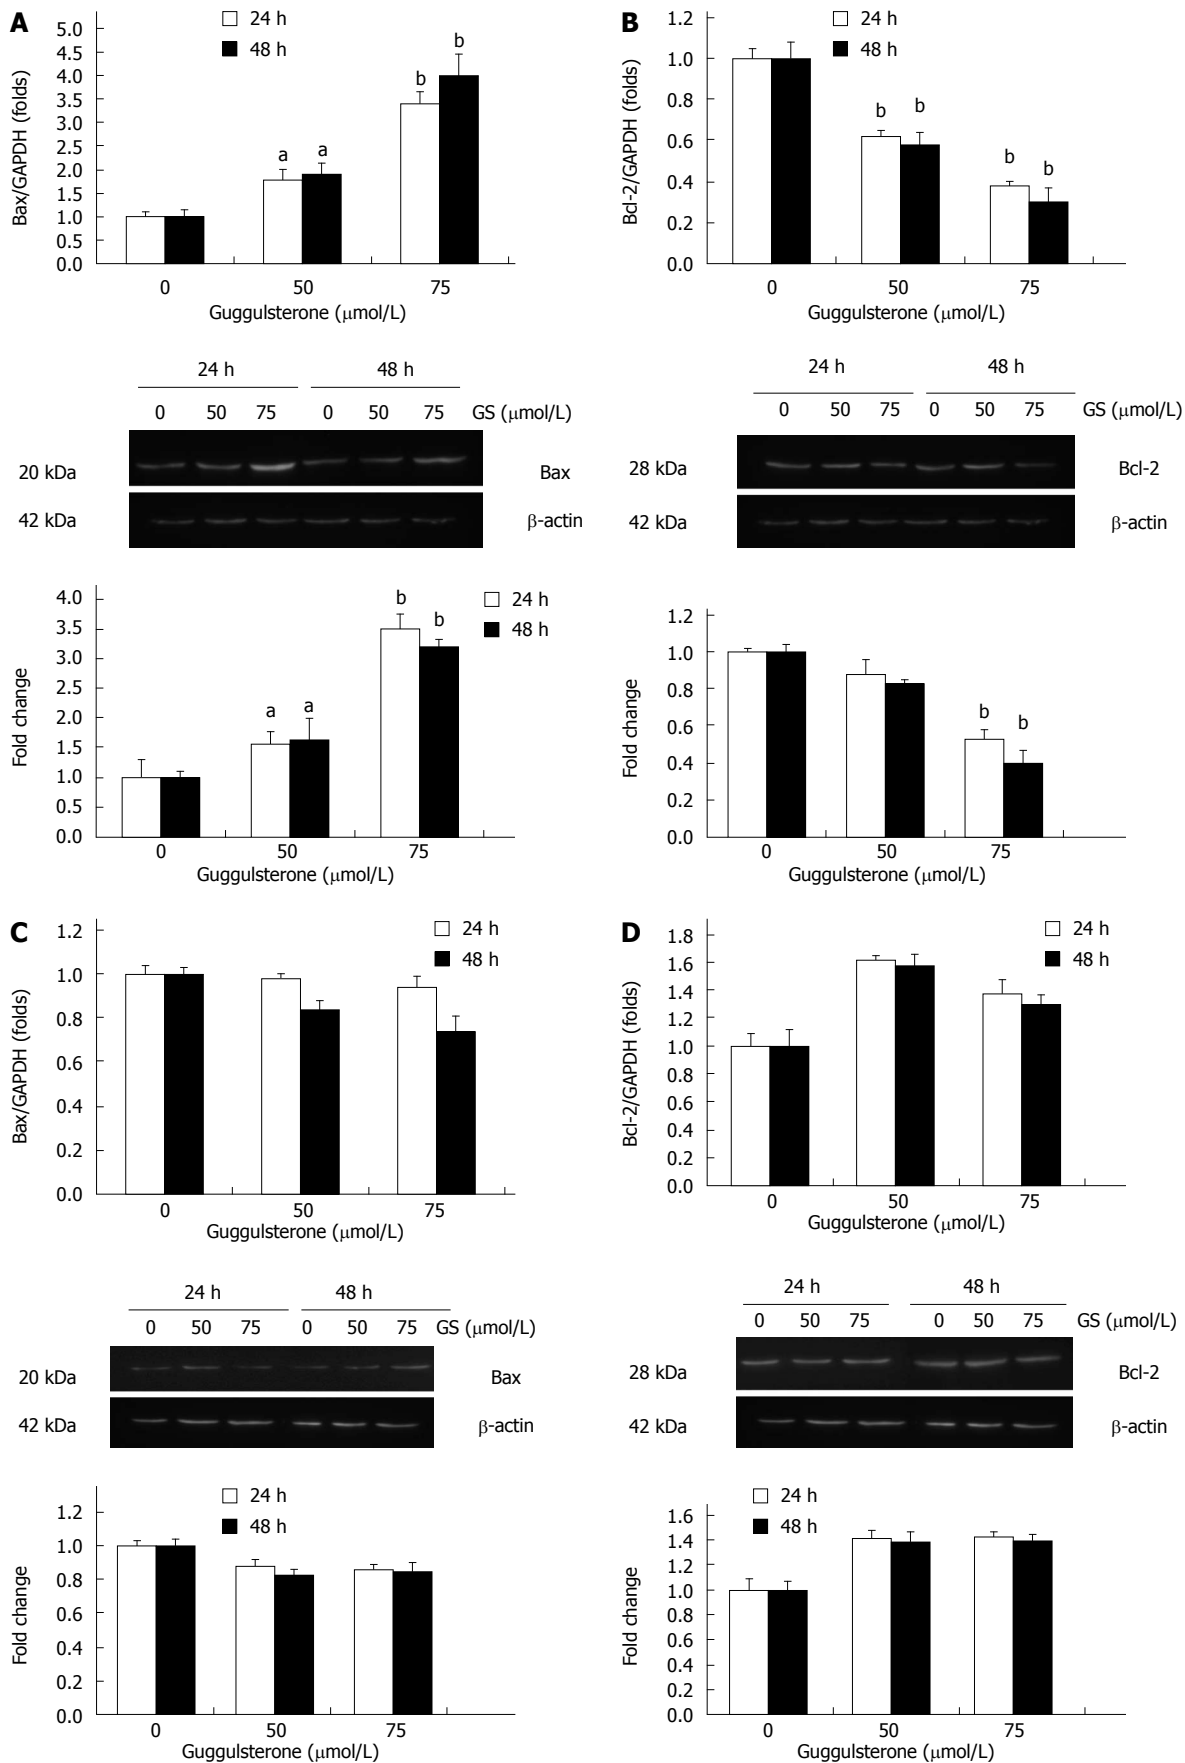 A
24 h
48 h
Bax/GAPDH (folds)
5.0
4.5
4.0
3.5
3.0
2.5
2.0
1.5
1.0
0.5
0.0
a
a
b
b
0
50
75
Guggulsterone (μmol/L)
24 h
48 h
0
50
75
0
50
75
GS (μmol/L)
20 kDa
Bax
42 kDa
β-actin
24 h
48 h
Fold change
4.0
3.5
3.0
2.5
2.0
1.5
1.0
0.5
0.0
a
a
b
b
0
50
75
Guggulsterone (μmol/L)
B
24 h
48 h
Bcl-2/GAPDH (folds)
1.2
1.0
0.8
0.6
0.4
0.2
0.0
b
b
b
b
0
50
75
Guggulsterone (μmol/L)
24 h
48 h
0
50
75
0
50
75
GS (μmol/L)
28 kDa
Bcl-2
42 kDa
β-actin
Fold change
1.2
1.0
0.8
0.6
0.4
0.2
0.0
b
b
0
50
75
Guggulsterone (μmol/L)
C
24 h
48 h
Bax/GAPDH (folds)
1.2
1.0
0.8
0.6
0.4
0.2
0.0
0
50
75
Guggulsterone (μmol/L)
24 h
48 h
0
50
75
0
50
75
GS (μmol/L)
20 kDa
Bax
42 kDa
β-actin
24 h
48 h
Fold change
1.2
1.0
0.8
0.6
0.4
0.2
0.0
0
50
75
Guggulsterone (μmol/L)
D
24 h
48 h
Bcl-2/GAPDH (folds)
1.8
1.6
1.4
1.2
1.0
0.8
0.6
0.4
0.2
0.0
0
50
75
Guggulsterone (μmol/L)
24 h
48 h
0
50
75
0
50
75
GS (μmol/L)
28 kDa
Bcl-2
42 kDa
β-actin
24 h
48 h
Fold change
1.6
1.4
1.2
1.0
0.8
0.6
0.4
0.2
0.0
0
50
75
Guggulsterone (μmol/L)